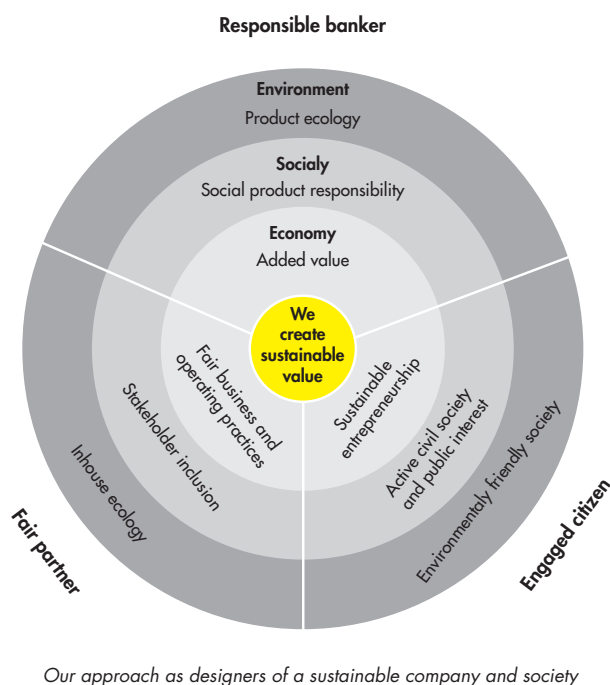 Responsible banker
Environment
Product ecology
Socialy
Social product responsibility
Economy
Added value
We
create
sustainable
value
Fair business and
operating practices
Stakeholder inclusion
Inhouse ecology
Fair partner
Sustainable
entrepreneurship
Active civil society
and public interest
Environmentaly friendly society
Engaged citizen
Our approach as designers of a sustainable company and society